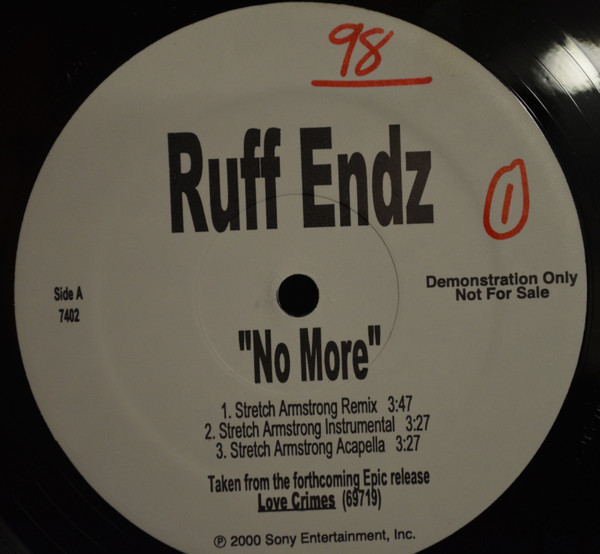 98
Ruff Endz
1
Demonstration Only
Not For Sale
Side A
7402
"No More"
1. Stretch Armstrong Remix 3:47
2. Stretch Armstrong Instrumental 3:27
3. Stretch Armstrong Acapella 3:27
Taken from the forthcoming Epic release
Love Crimes (69719)
℗ 2000 Sony Entertainment, Inc.